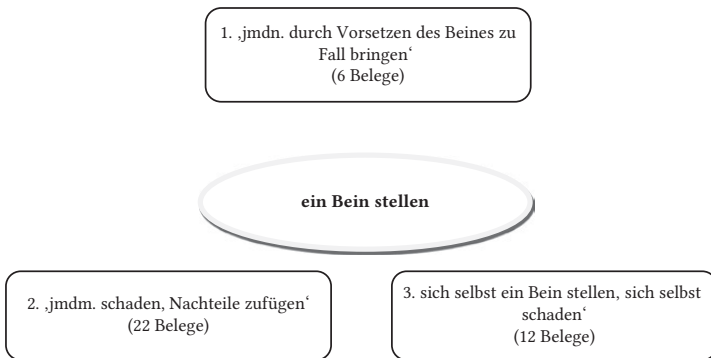 1. ‚jmdn. durch Vorsetzen des Beines zu
Fall bringen‘
(6 Belege)
ein Bein stellen
2. ‚jmdm. schaden, Nachteile zufügen‘
(22 Belege)
3. sich selbst ein Bein stellen, sich selbst
schaden‘
(12 Belege)